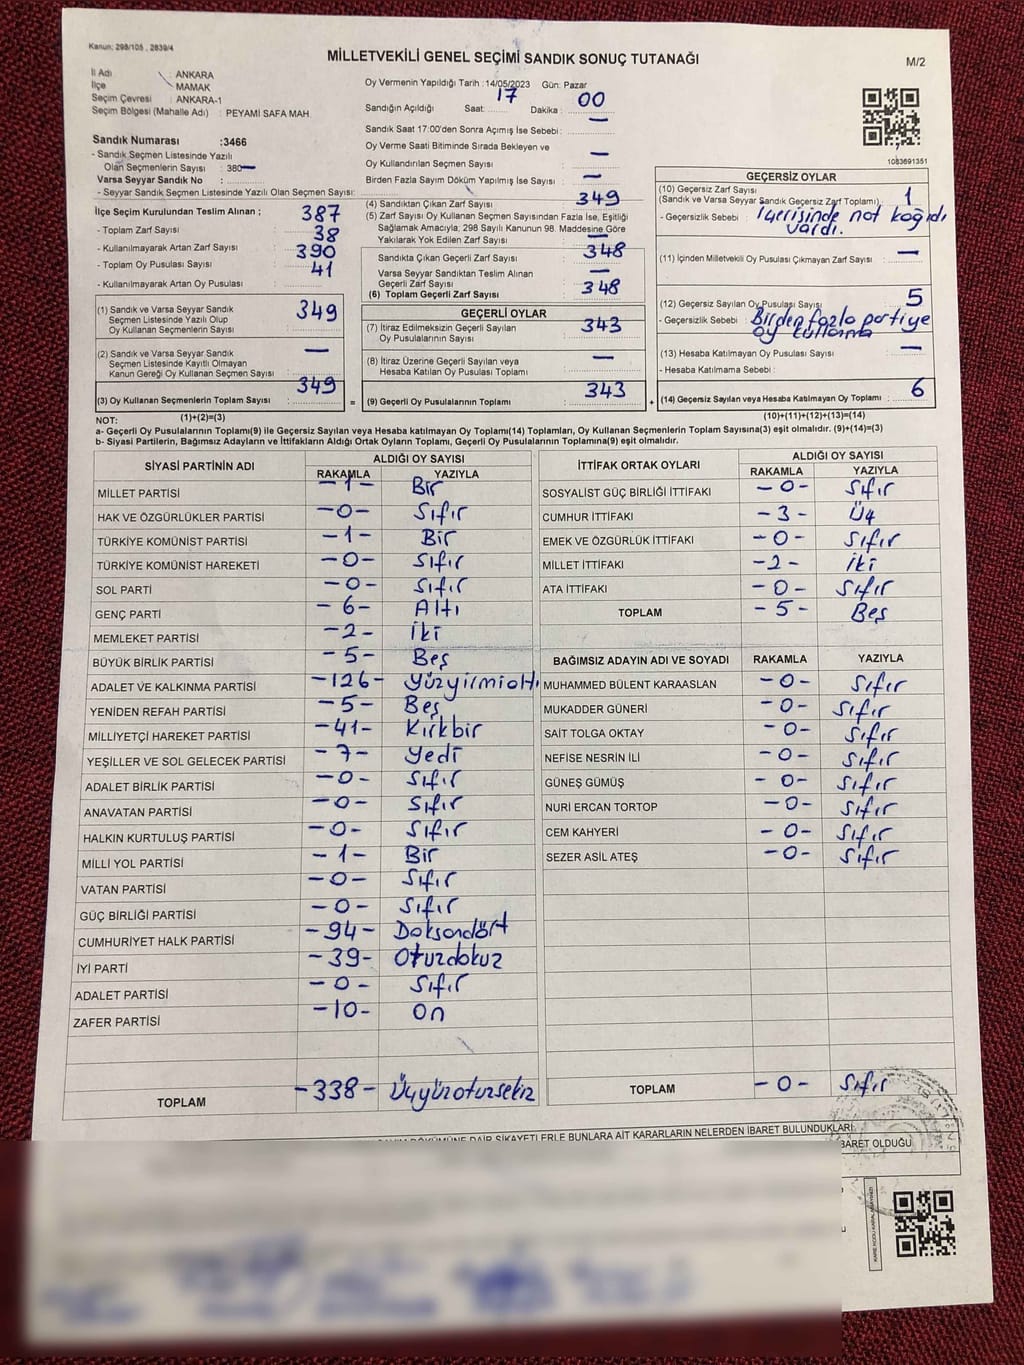 Kanun: 298/105 , 2839/4
MİLLETVEKİLİ GENEL SEÇİMİ SANDIK SONUÇ TUTANAĞI
M/2
İl Adı : ANKARA
İlçe : MAMAK
Seçim Çevresi : ANKARA-1
Seçim Bölgesi (Mahalle Adı) : PEYAMİ SAFA MAH.
Oy Vermenin Yapıldığı Tarih :14/05/2023 Gün: Pazar
Sandığın Açıldığı Saat: 17 Dakika : 00
Sandık Saat 17:00'den Sonra Açımış İse Sebebi : —
Oy Verme Saati Bitiminde Sırada Bekleyen ve
Oy Kullandırılan Seçmen Sayısı : —
Birden Fazla Sayım Döküm Yapılmış İse Sayısı : —
1083691351
Sandık Numarası :3466
- Sandık Seçmen Listesinde Yazılı
Olan Seçmenlerin Sayısı : 380—
Varsa Seyyar Sandık No :
- Seyyar Sandık Seçmen Listesinde Yazılı Olan Seçmen Sayısı:
İlçe Seçim Kurulundan Teslim Alınan ;
- Toplam Zarf Sayısı : 387
- Kullanılmayarak Artan Zarf Sayısı : 38
- Toplam Oy Pusulası Sayısı : 390
- Kullanılmayarak Artan Oy Pusulası : 41
(1) Sandık ve Varsa Seyyar Sandık
Seçmen Listesinde Yazılı Olup
Oy Kullanan Seçmenlerin Sayısı : 349
(2) Sandık ve Varsa Seyyar Sandık
Seçmen Listesinde Kayıtlı Olmayan
Kanun Gereği Oy Kullanan Seçmen Sayısı : —
(3) Oy Kullanan Seçmenlerin Toplam Sayısı : 349
(1)+(2)=(3)
(4) Sandıktan Çıkan Zarf Sayısı : 349
(5) Zarf Sayısı Oy Kullanan Seçmen Sayısından Fazla İse, Eşitliği
Sağlamak Amacıyla; 298 Sayılı Kanunun 98. Maddesine Göre
Yakılarak Yok Edilen Zarf Sayısı : —
Sandıkta Çıkan Geçerli Zarf Sayısı : 348
Varsa Seyyar Sandıktan Teslim Alınan
Geçerli Zarf Sayısı : —
(6) Toplam Geçerli Zarf Sayısı : 348
GEÇERLİ OYLAR
(7) İtiraz Edilmeksizin Geçerli Sayılan
Oy Pusulalarının Sayısı : 343
(8) İtiraz Üzerine Geçerli Sayılan veya
Hesaba Katılan Oy Pusulası Toplamı : —
= (9) Geçerli Oy Pusulalarının Toplamı : 343
GEÇERSİZ OYLAR
(10) Geçersiz Zarf Sayısı
(Sandık ve Varsa Seyyar Sandık Geçersiz Zarf Toplamı) : 1
- Geçersizlik Sebebi : İçerisinde not kağıdı
vardı.
(11) İçinden Milletvekili Oy Pusulası Çıkmayan Zarf Sayısı : —
(12) Geçersiz Sayılan Oy Pusulası Sayısı : 5
- Geçersizlik Sebebi : Birden fazla partiye
oy kullanma
(13) Hesaba Katılmayan Oy Pusulası Sayısı : —
- Hesaba Katılmama Sebebi :
+ (14) Geçersiz Sayılan veya Hesaba Katılmayan Oy Toplamı : 6
(10)+(11)+(12)+(13)=(14)
NOT:
a- Geçerli Oy Pusulalarının Toplamı(9) ile Geçersiz Sayılan veya Hesaba Katılmayan Oy Toplamı(14) Toplamları, Oy Kullanan Seçmenlerin Toplam Sayısına(3) eşit olmalıdır. (9)+(14)=(3)
b- Siyasi Partilerin, Bağımsız Adayların ve İttifakların Aldığı Ortak Oyların Toplamı, Geçerli Oy Pusulalarının Toplamına(9) eşit olmalıdır.
SİYASİ PARTİNİN ADI ALDIĞI OY SAYISI
RAKAMLA YAZIYLA
MİLLET PARTİSİ -1- Bir
HAK VE ÖZGÜRLÜKLER PARTİSİ -0- Sıfır
TÜRKİYE KOMÜNİST PARTİSİ -1- Bir
TÜRKİYE KOMÜNİST HAREKETİ -0- Sıfır
SOL PARTİ -0- Sıfır
GENÇ PARTİ -6- Altı
MEMLEKET PARTİSİ -2- İki
BÜYÜK BİRLİK PARTİSİ -5- Beş
ADALET VE KALKINMA PARTİSİ -126- Yüzyirmialtı
YENİDEN REFAH PARTİSİ -5- Beş
MİLLİYETÇİ HAREKET PARTİSİ -41- Kırkbir
YEŞİLLER VE SOL GELECEK PARTİSİ -7- Yedi
ADALET BİRLİK PARTİSİ -0- Sıfır
ANAVATAN PARTİSİ -0- Sıfır
HALKIN KURTULUŞ PARTİSİ -0- Sıfır
MİLLİ YOL PARTİSİ -1- Bir
VATAN PARTİSİ -0- Sıfır
GÜÇ BİRLİĞİ PARTİSİ -0- Sıfır
CUMHURİYET HALK PARTİSİ -94- Doksandört
İYİ PARTİ -39- Otuzdokuz
ADALET PARTİSİ -0- Sıfır
ZAFER PARTİSİ -10- On
TOPLAM -338- Üçyüzotuzsekiz
İTTİFAK ORTAK OYLARI ALDIĞI OY SAYISI
RAKAMLA YAZIYLA
SOSYALİST GÜÇ BİRLİĞİ İTTİFAKI -0- Sıfır
CUMHUR İTTİFAKI -3- Üç
EMEK VE ÖZGÜRLÜK İTTİFAKI -0- Sıfır
MİLLET İTTİFAKI -2- İki
ATA İTTİFAKI -0- Sıfır
TOPLAM -5- Beş
BAĞIMSIZ ADAYIN ADI VE SOYADI RAKAMLA YAZIYLA
MUHAMMED BÜLENT KARAASLAN -0- Sıfır
MUKADDER GÜNERİ -0- Sıfır
SAİT TOLGA OKTAY -0- Sıfır
NEFİSE NESRİN İLİ -0- Sıfır
GÜNEŞ GÜMÜŞ -0- Sıfır
NURİ ERCAN TORTOP -0- Sıfır
CEM KAHYERİ -0- Sıfır
SEZER ASİL ATEŞ -0- Sıfır
TOPLAM -0- Sıfır
DÖKÜMÜNE DAİR ŞİKAYETLERLE BUNLARA AİT KARARLARIN NELERDEN İBARET BULUNDUKLARI:
BARET OLDUĞU